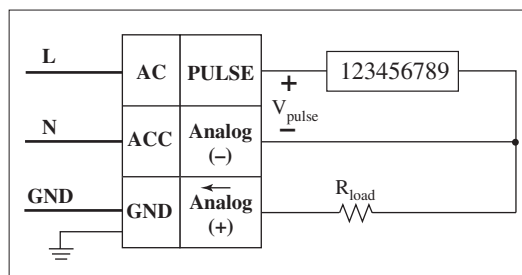 L AC PULSE + 123456789
V pulse
N ACC Analog (–) –
GND GND Analog (+) R load